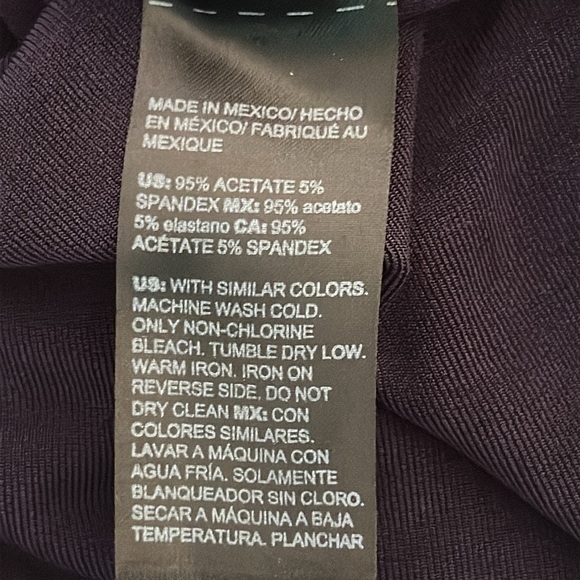 MADE IN MEXICO/ HECHO
EN MÉXICO/ FABRIQUÉ AU
MEXIQUE
US: 95% ACETATE 5%
SPANDEX MX: 95% acetato
5% elastano CA: 95%
ACÉTATE 5% SPANDEX
US: WITH SIMILAR COLORS.
MACHINE WASH COLD.
ONLY NON-CHLORINE
BLEACH. TUMBLE DRY LOW.
WARM IRON. IRON ON
REVERSE SIDE. DO NOT
DRY CLEAN MX: CON
COLORES SIMILARES.
LAVAR A MÁQUINA CON
AGUA FRÍA. SOLAMENTE
BLANQUEADOR SIN CLORO.
SECAR A MÁQUINA A BAJA
TEMPERATURA. PLANCHAR